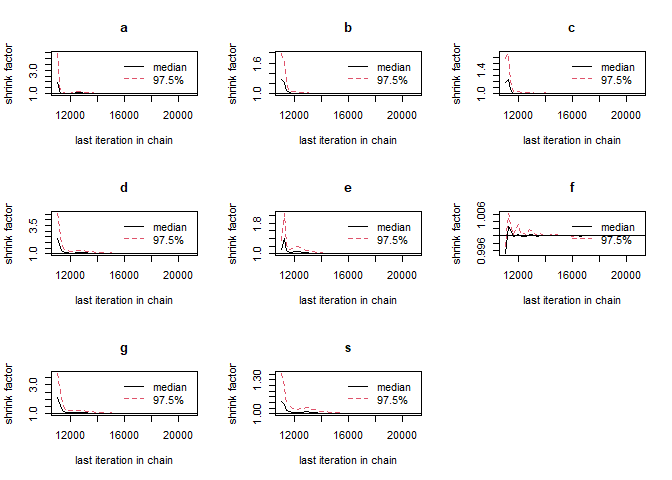 a
shrink factor
1.0 3.0
median
97.5%
12000 16000 20000
last iteration in chain
b
shrink factor
1.0 1.6
median
97.5%
12000 16000 20000
last iteration in chain
c
shrink factor
1.0 1.4
median
97.5%
12000 16000 20000
last iteration in chain
d
shrink factor
1.0 3.5
median
97.5%
12000 16000 20000
last iteration in chain
e
shrink factor
1.0 1.8
median
97.5%
12000 16000 20000
last iteration in chain
f
shrink factor
0.996 1.006
median
97.5%
12000 16000 20000
last iteration in chain
g
shrink factor
1.0 3.0
median
97.5%
12000 16000 20000
last iteration in chain
s
shrink factor
1.00 1.30
median
97.5%
12000 16000 20000
last iteration in chain